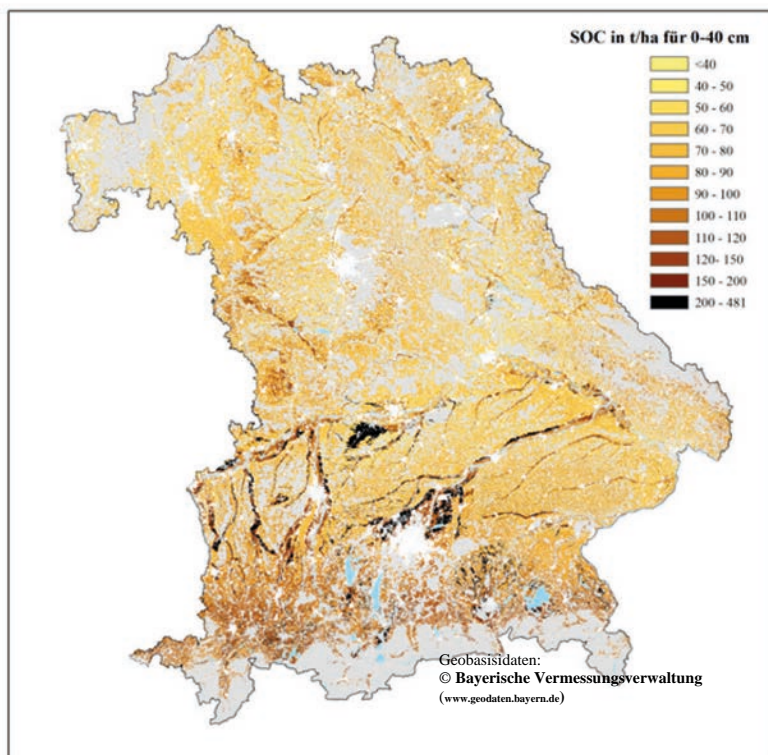 SOC in t/ha für 0-40 cm
<40
40 - 50
50 - 60
60 - 70
70 - 80
80 - 90
90 - 100
100 - 110
110 - 120
120- 150
150 - 200
200 - 481
Geobasisdaten:
© Bayerische Vermessungsverwaltung
(www.geodaten.bayern.de)